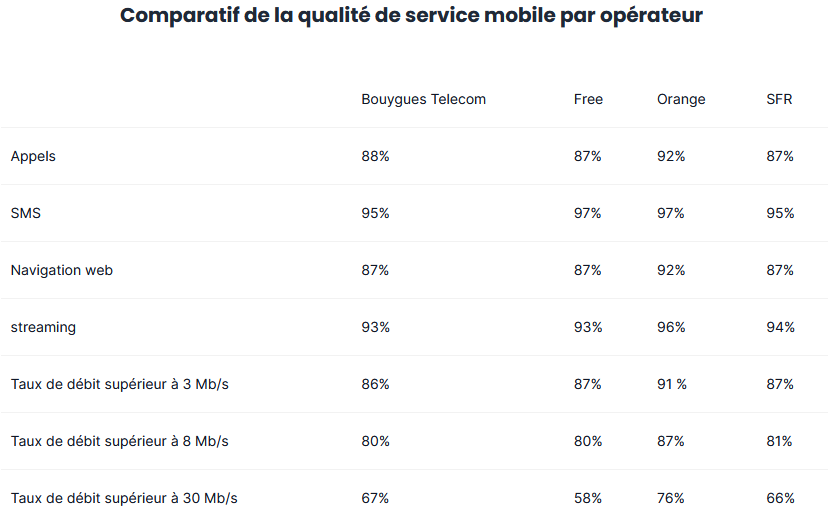 Comparatif de la qualité de service mobile par opérateur
Bouygues Telecom Free Orange SFR
Appels 88% 87% 92% 87%
SMS 95% 97% 97% 95%
Navigation web 87% 87% 92% 87%
streaming 93% 93% 96% 94%
Taux de débit supérieur à 3 Mb/s 86% 87% 91 % 87%
Taux de débit supérieur à 8 Mb/s 80% 80% 87% 81%
Taux de débit supérieur à 30 Mb/s 67% 58% 76% 66%